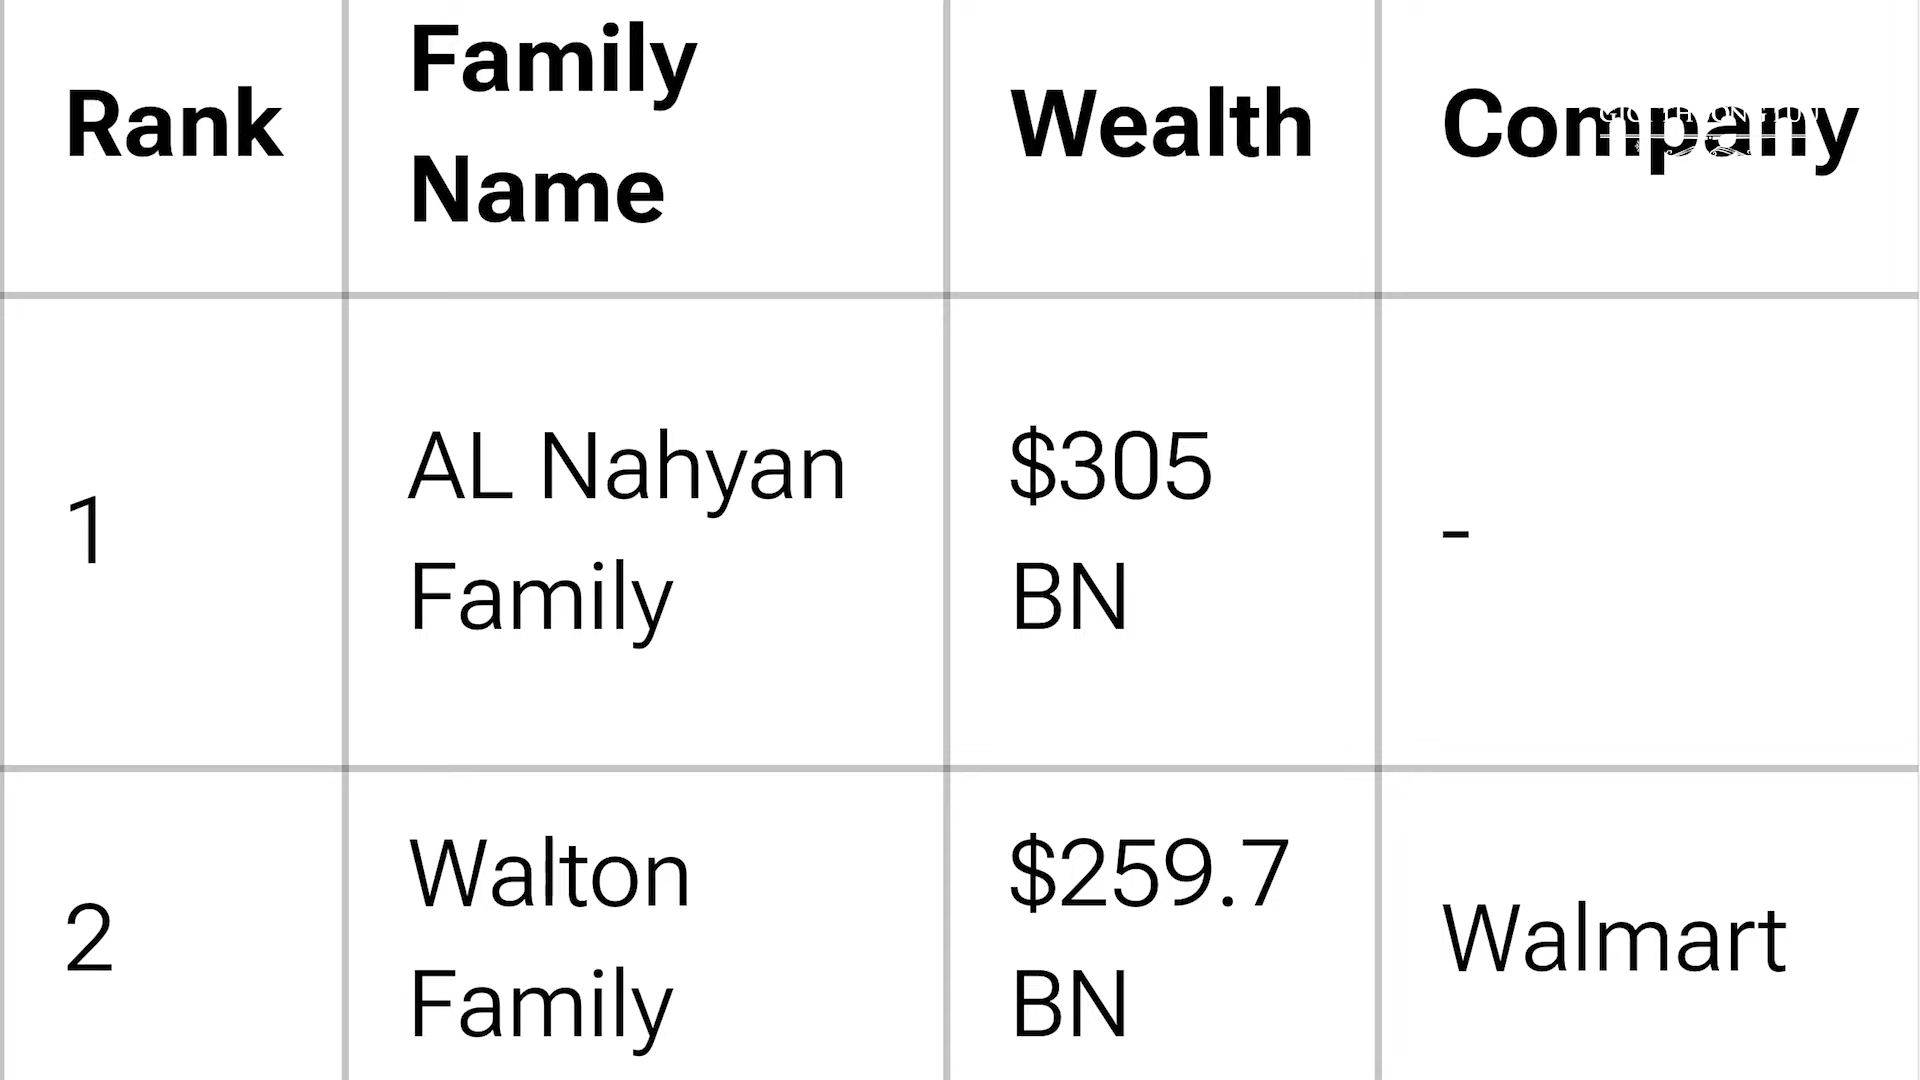 Rank
Family
Name
Wealth
Company
1
AL Nahyan
Family
$305
BN
-
2
Walton
Family
$259.7
BN
Walmart